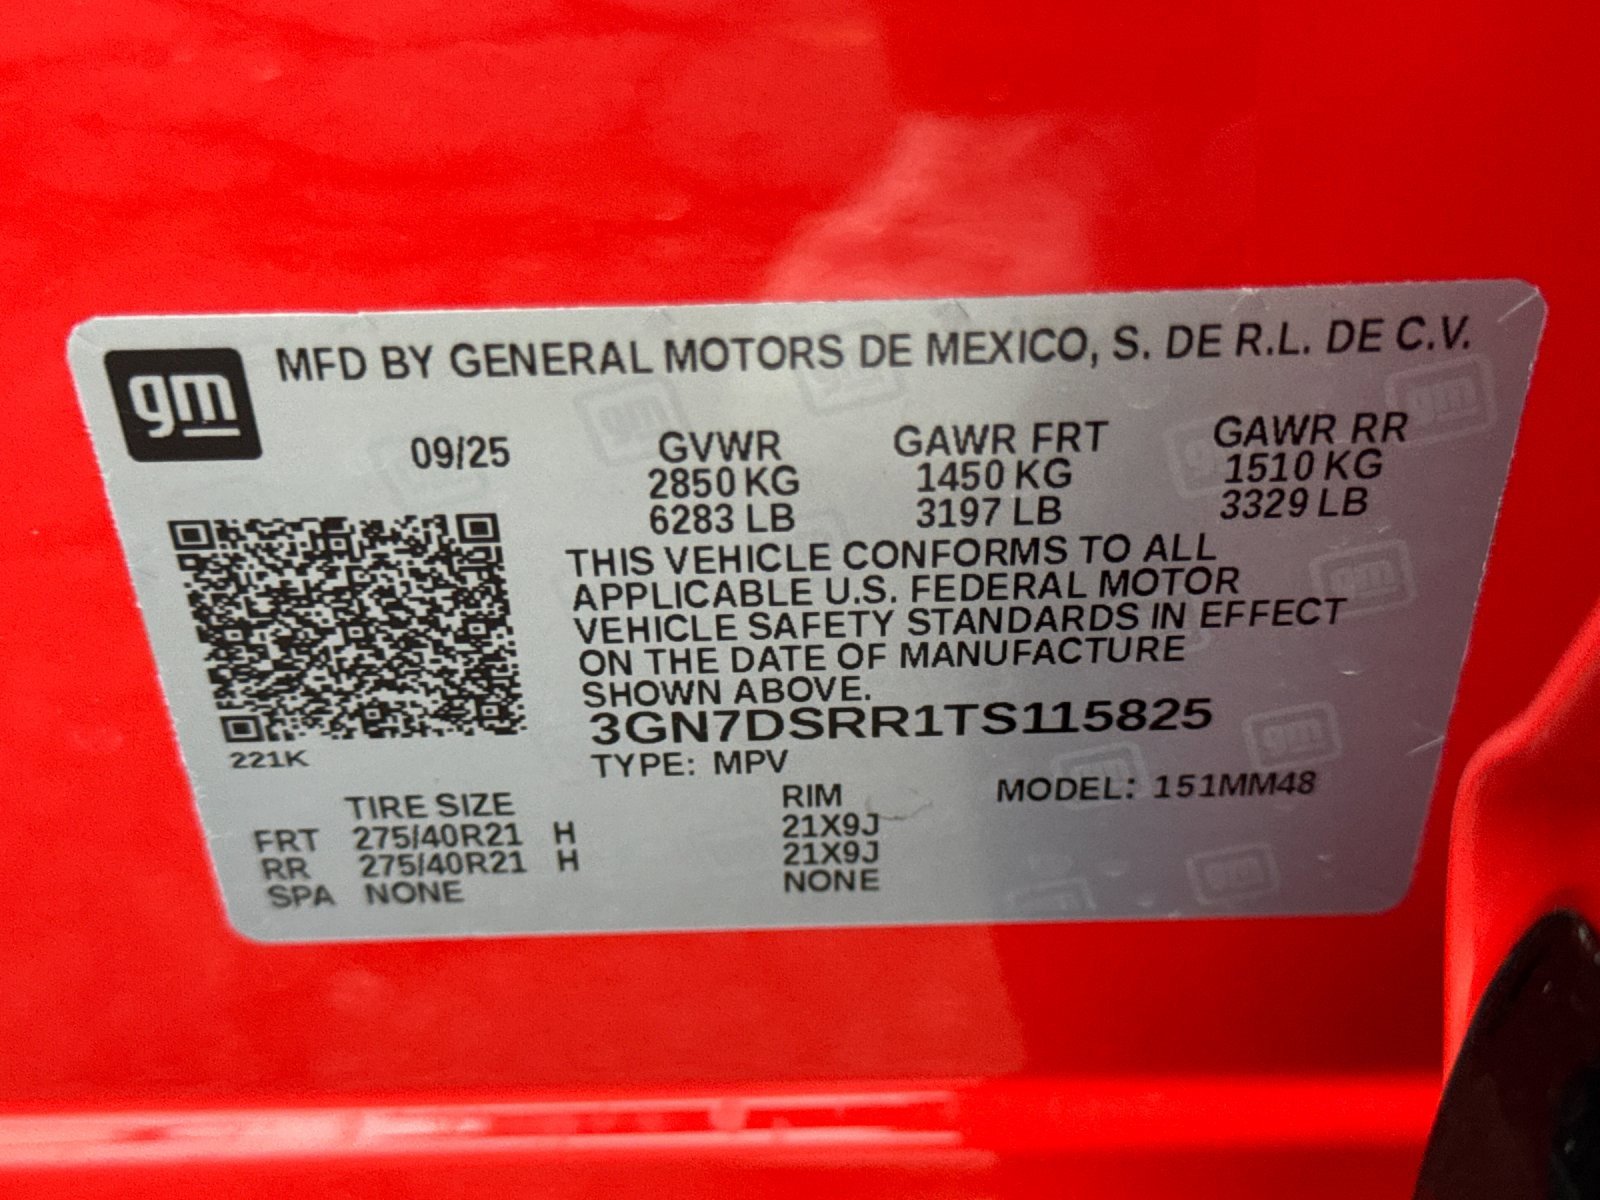 gm MFD BY GENERAL MOTORS DE MEXICO, S. DE R.L. DE C.V.
09/25 GVWR GAWR FRT GAWR RR
2850 KG 1450 KG 1510 KG
6283 LB 3197 LB 3329 LB
THIS VEHICLE CONFORMS TO ALL
APPLICABLE U.S. FEDERAL MOTOR
VEHICLE SAFETY STANDARDS IN EFFECT
ON THE DATE OF MANUFACTURE
SHOWN ABOVE.
3GN7DSRR1TS115825
221K
TYPE: MPV
MODEL: 151MM48
TIRE SIZE RIM
FRT 275/40R21 H 21X9J
RR 275/40R21 H 21X9J
SPA NONE NONE